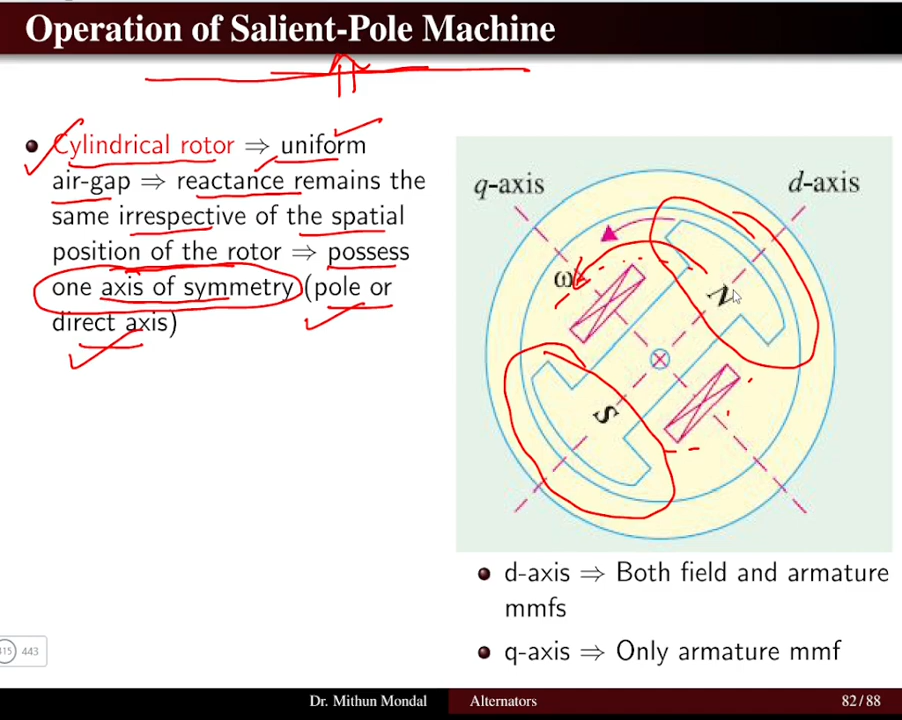 Operation of Salient-Pole Machine
Cylindrical rotor ⇒ uniform
air-gap ⇒ reactance remains the
same irrespective of the spatial
position of the rotor ⇒ possess
one axis of symmetry (pole or
direct axis)
q-axis
d-axis
ω
N
S
d-axis ⇒ Both field and armature
mmfs
q-axis ⇒ Only armature mmf
315 443
Dr. Mithun Mondal
Alternators
82/88